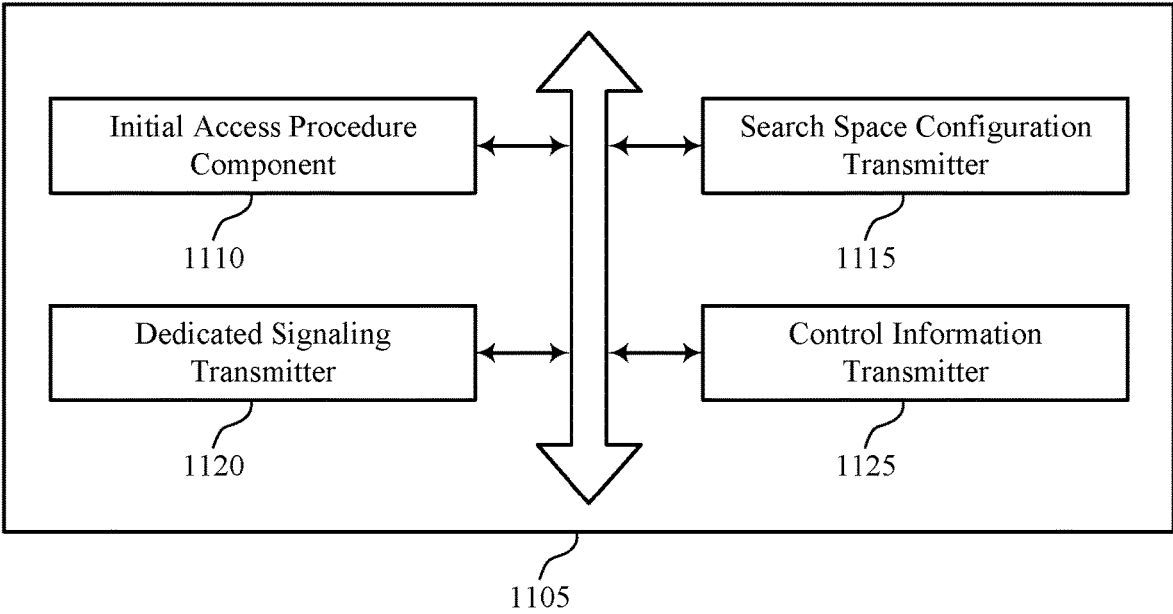 Initial Access Procedure
Component
1110
Search Space Configuration
Transmitter
1115
Dedicated Signaling
Transmitter
1120
Control Information
Transmitter
1125
1105